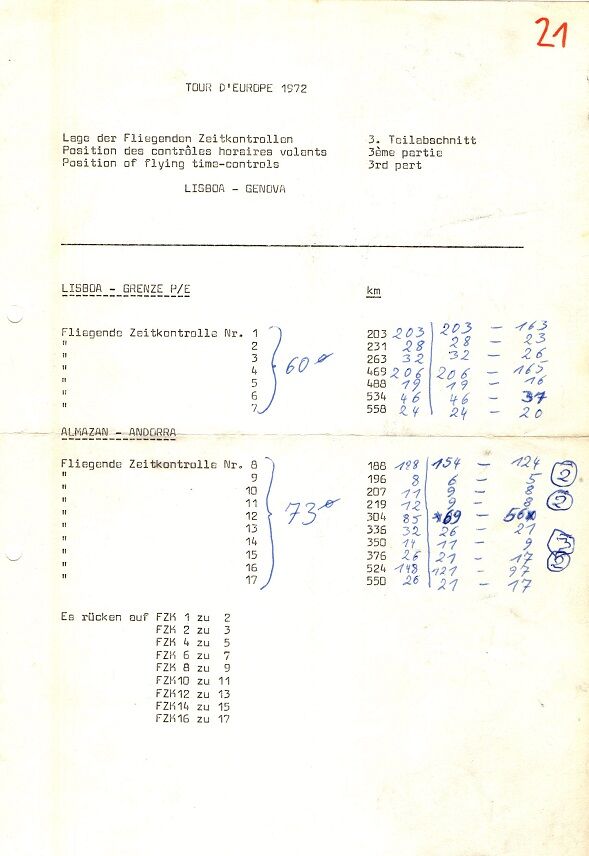 21
TOUR D'EUROPE 1972
Lage der Fliegenden Zeitkontrollen 3. Teilabschnitt
Position des contrôles horaires volants 3ème partie
Position of flying time-controls 3rd pert
LISBOA - GENOVA
LISBOA - GRENZE P/E km
Fliegende Zeitkontrolle Nr. 1 203 203 203 - 163
" 2 231 28 28 - 23
" 3 263 32 32 - 26
" 4 469 206 206 - 165
" 5 488 19 19 - 16
" 6 534 46 46 - 37
" 7 558 24 24 - 20
60
ALMAZAN - ANDORRA
Fliegende Zeitkontrolle Nr. 8 188 188 154 - 124
" 9 196 8 6 - 5 2
" 10 207 11 9 - 8
" 11 219 12 9 - 8 2
" 12 304 85 69 - 56
" 13 336 32 26 - 21
" 14 350 14 11 - 9
" 15 376 26 21 - 17
" 16 524 148 121 - 97
" 17 550 26 21 - 17
73
Es rücken auf FZK 1 zu 2
FZK 2 zu 3
FZK 4 zu 5
FZK 6 zu 7
FZK 8 zu 9
FZK10 zu 11
FZK12 zu 13
FZK14 zu 15
FZK16 zu 17